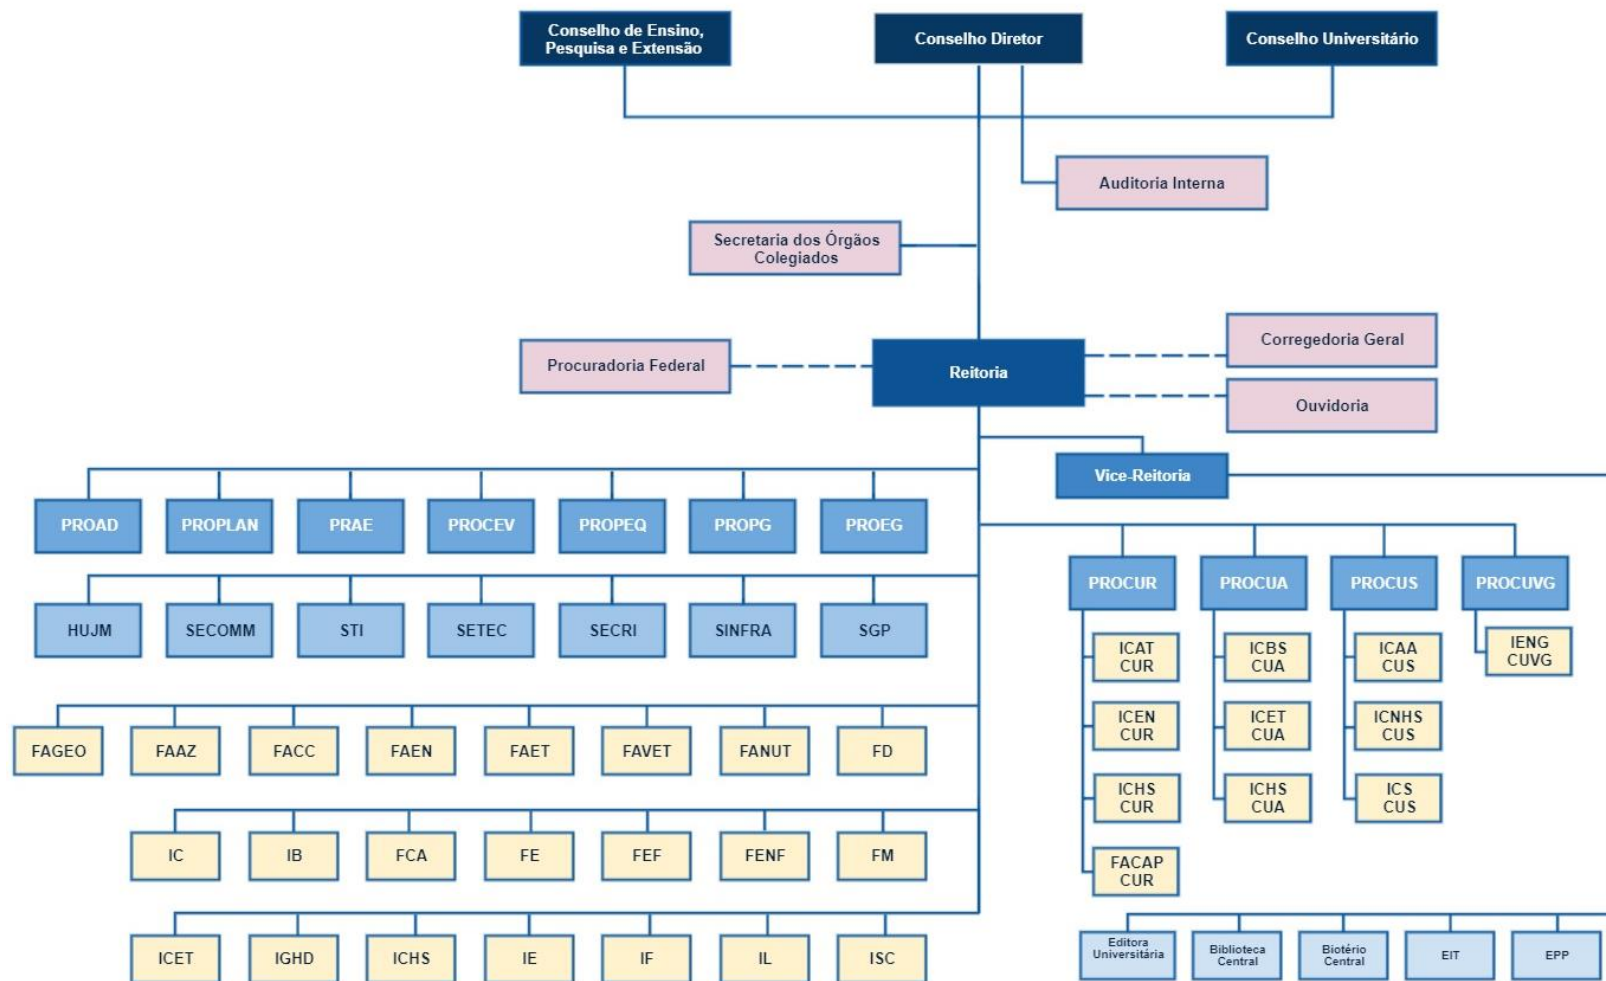 Conselho de Ensino,
Pesquisa e Extensão
Conselho Diretor
Conselho Universitário
Auditoria Interna
Secretaria dos Órgãos
Colegiados
Corregedoria Geral
Procuradoria Federal
Reitoria
Ouvidoria
Vice-Reitoria
PROAD
PROPLAN
PRAE
PROCEV
PROPEQ
PROPG
PROEG
PROCUR
PROCUA
PROCUS
PROCUVG
HUJM
SECOMM
STI
SETEC
SECRI
SINFRA
SGP
ICAT
CUR
ICBS
CUA
ICAA
CUS
IENG
CUVG
ICEN
CUR
ICET
CUA
ICNHS
CUS
ICHS
CUR
ICHS
CUA
ICS
CUS
FACAP
CUR
FAGEO
FAAZ
FACC
FAEN
FAET
FAVET
FANUT
FD
IC
IB
FCA
FE
FEF
FENF
FM
ICET
IGHD
ICHS
IE
IF
IL
ISC
Editora
Universitária
Biblioteca
Central
Biotério
Central
EIT
EPP